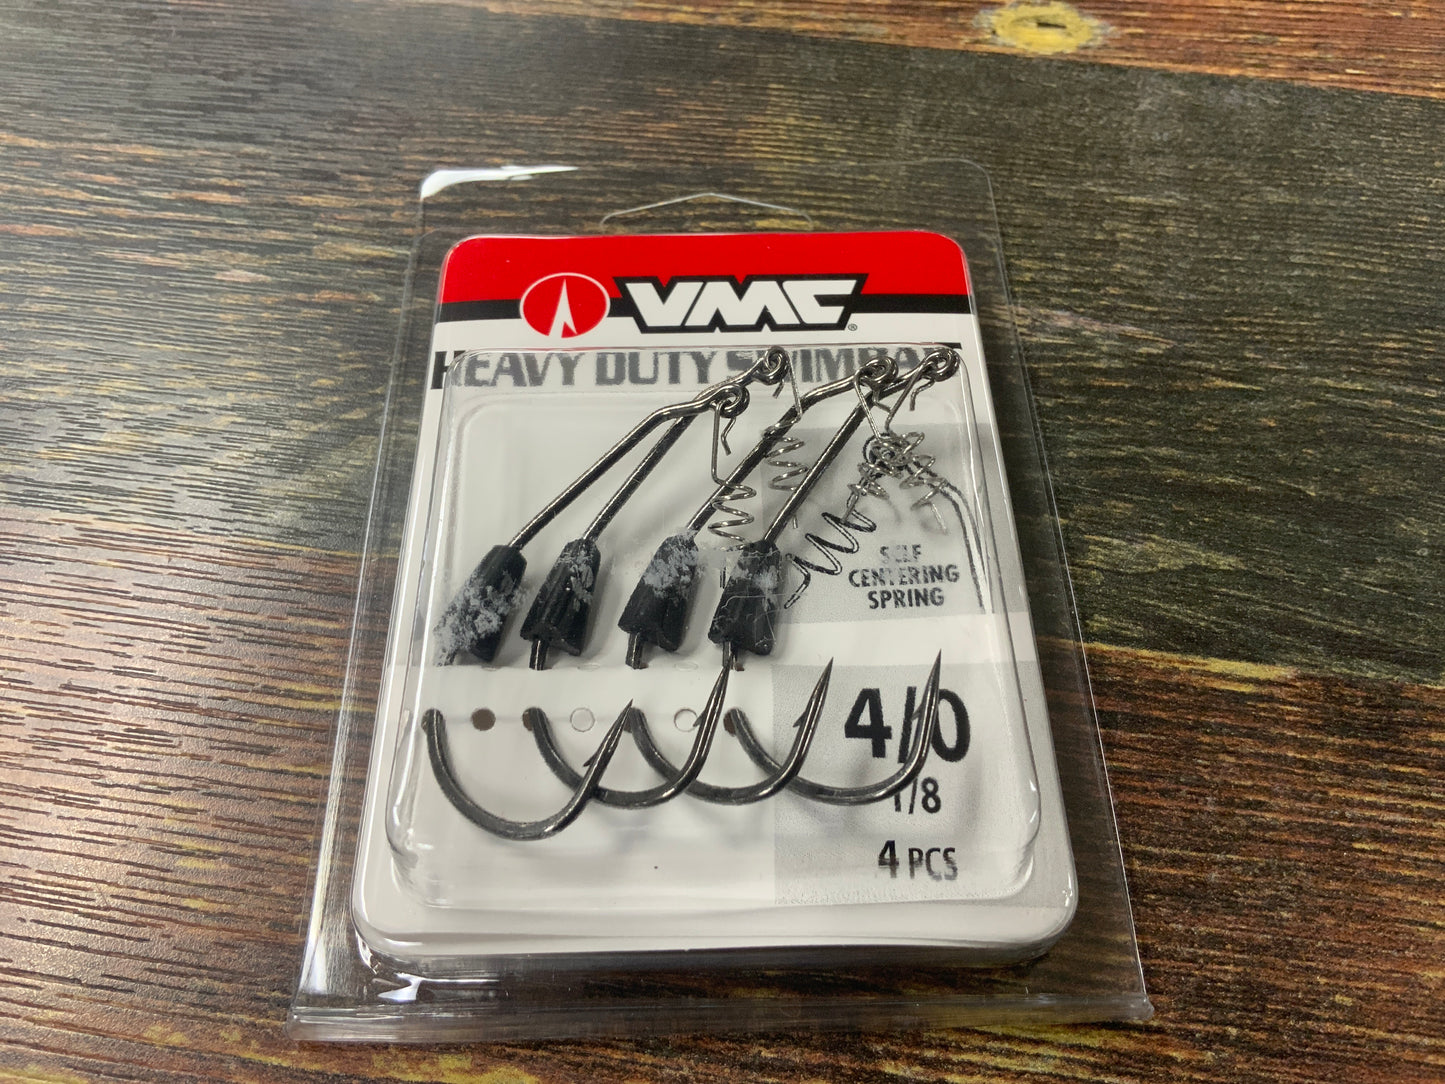 VMC®
HEAVY DUTY SWIMBAIT
SELF
CENTERING
SPRING
4/0
1/8
4 PCS